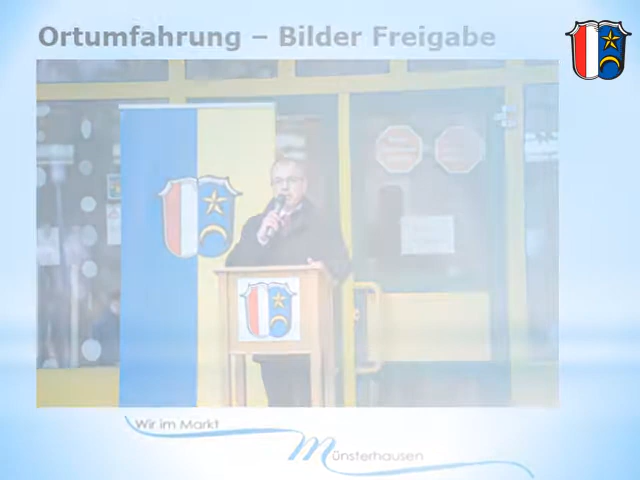 Ortumfahrung – Bilder Freigabe
Wir im Markt
Münsterhausen